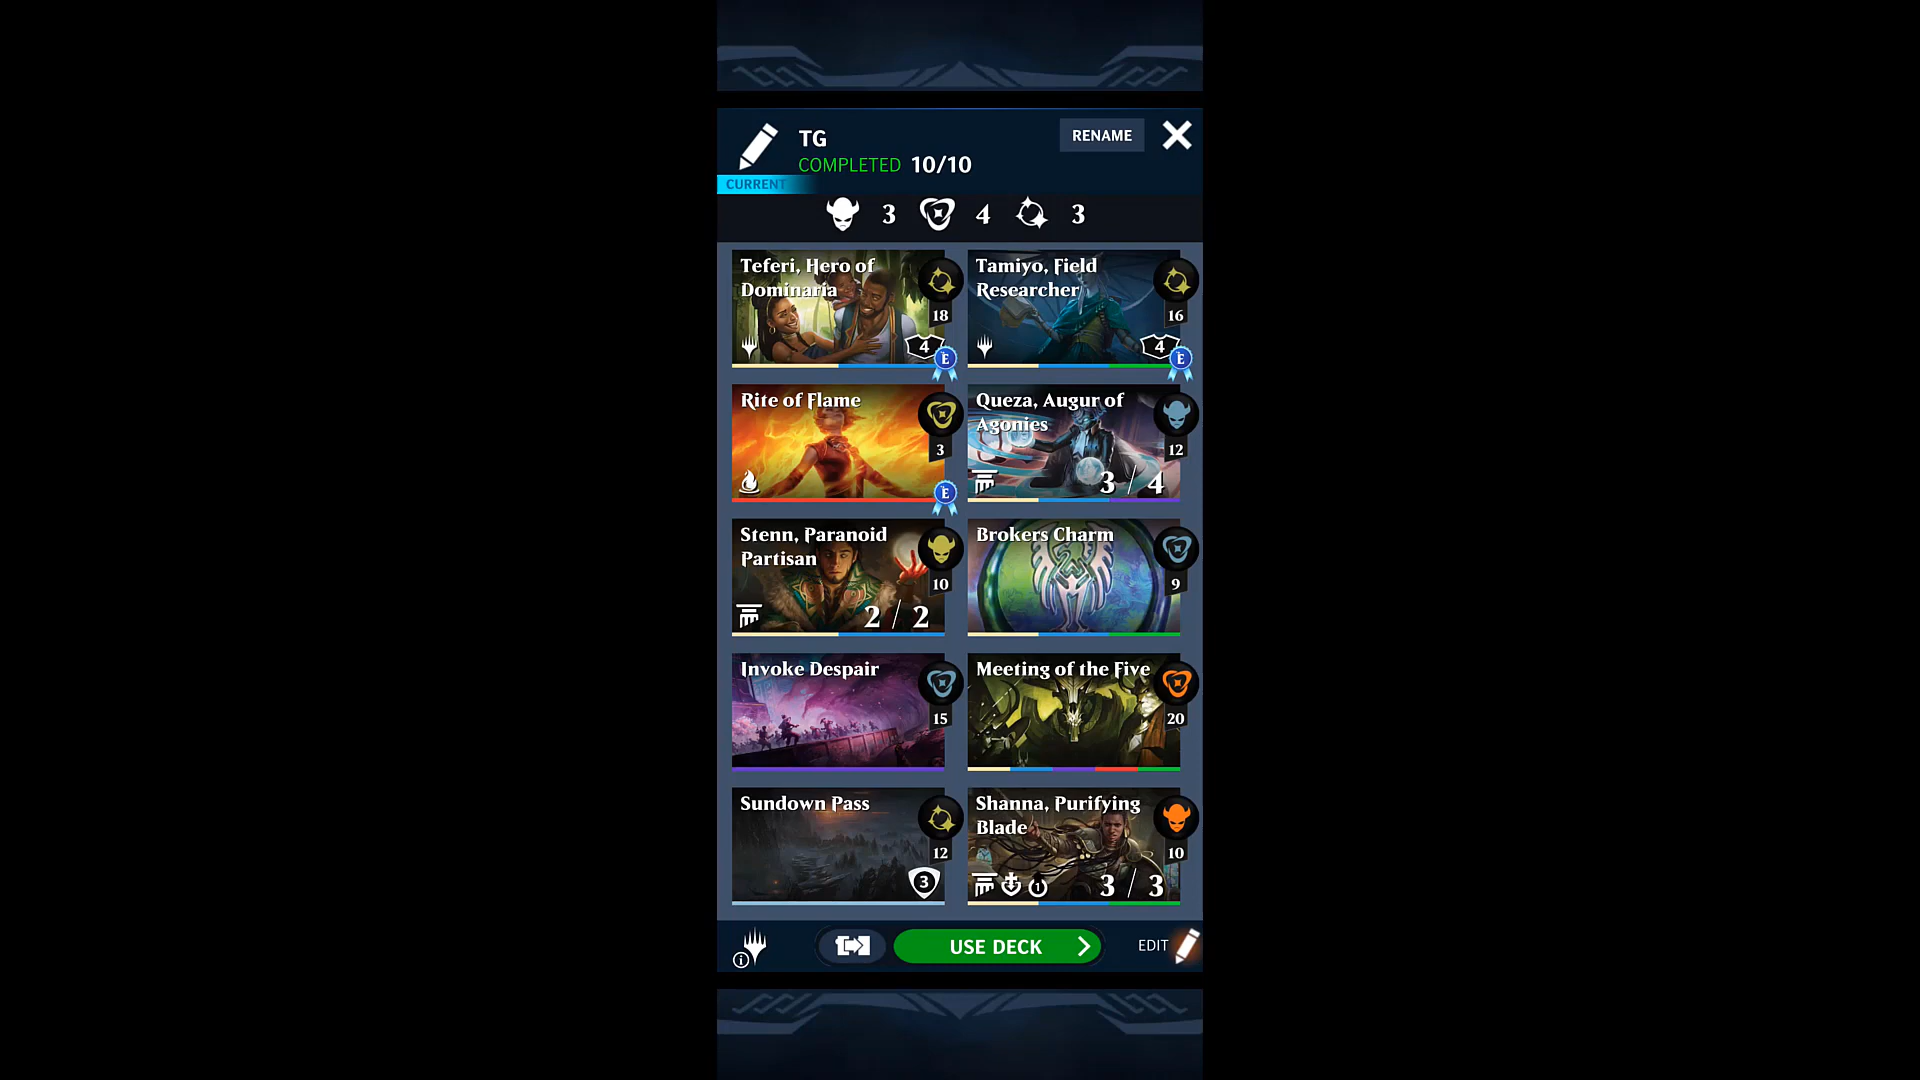 TG
RENAME
COMPLETED 10/10
CURRENT
3 4 3
Teferi, Hero of
Dominaria
18
4
E
Tamiyo, Field
Researcher
16
4
E
Rite of Flame
3
E
Queza, Augur of
Agonies
12
3 / 4
Stenn, Paranoid
Partisan
10
2 / 2
Brokers Charm
9
Invoke Despair
15
Meeting of the Five
20
Sundown Pass
12
3
Shanna, Purifying
Blade
10
1
3 / 3
USE DECK
EDIT